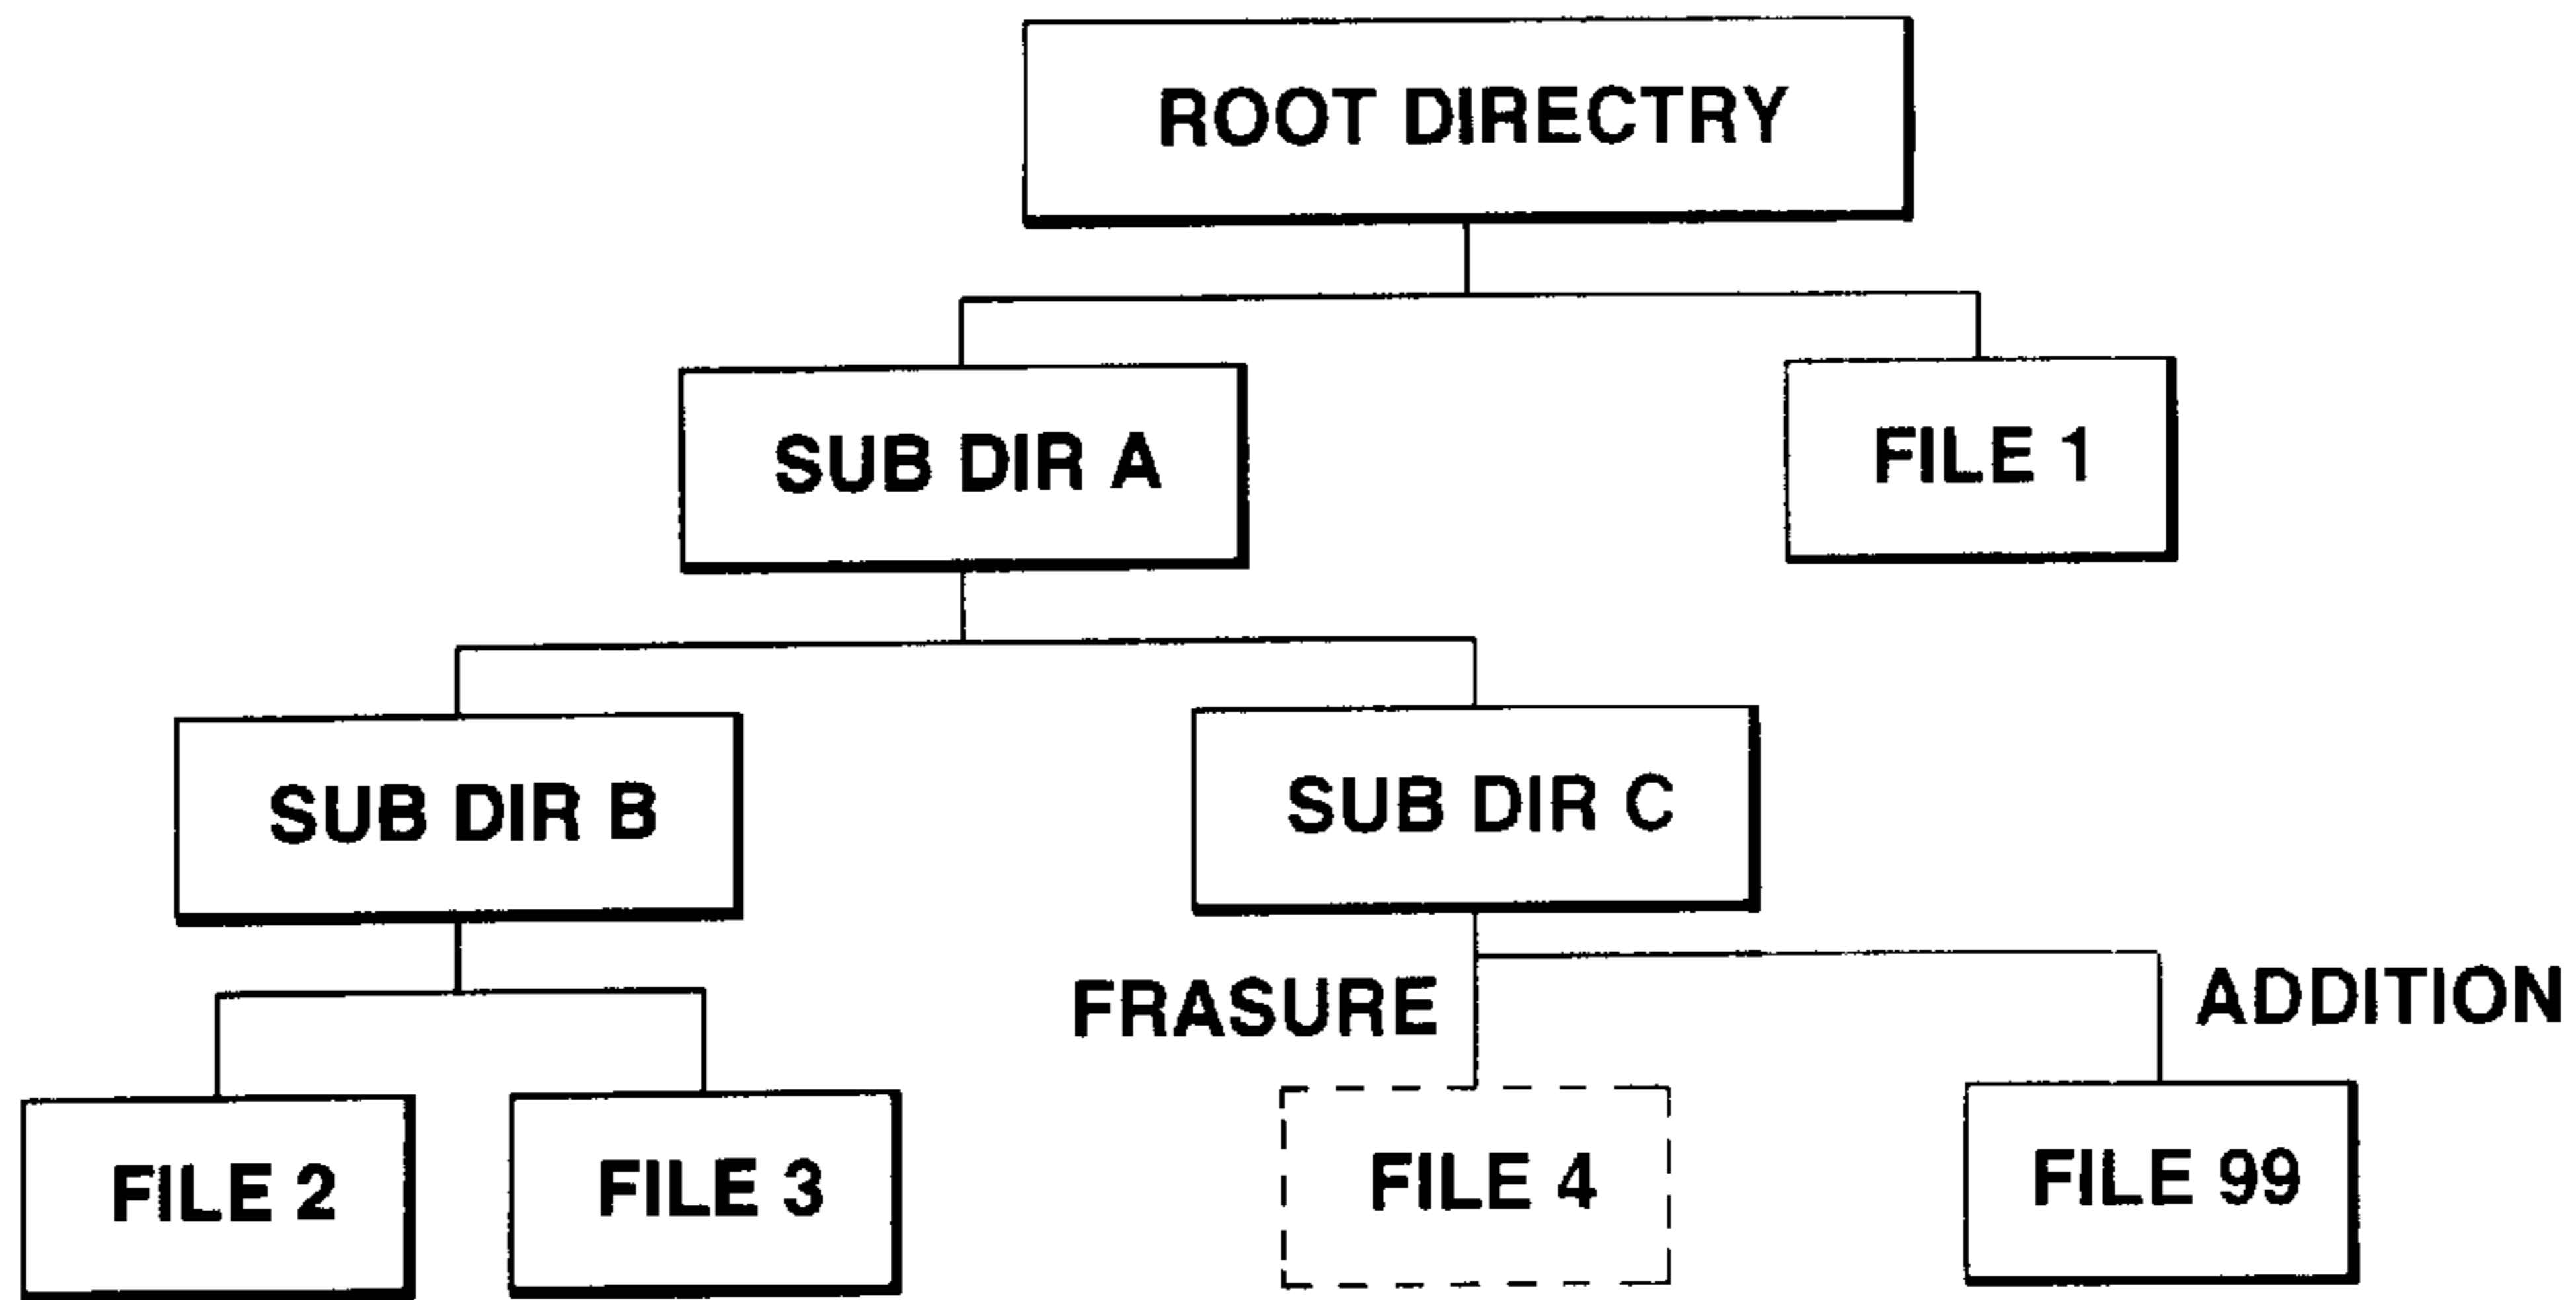 ROOT DIRECTRY
SUB DIR A
FILE 1
SUB DIR B
SUB DIR C
FRASURE
ADDITION
FILE 2
FILE 3
FILE 4
FILE 99